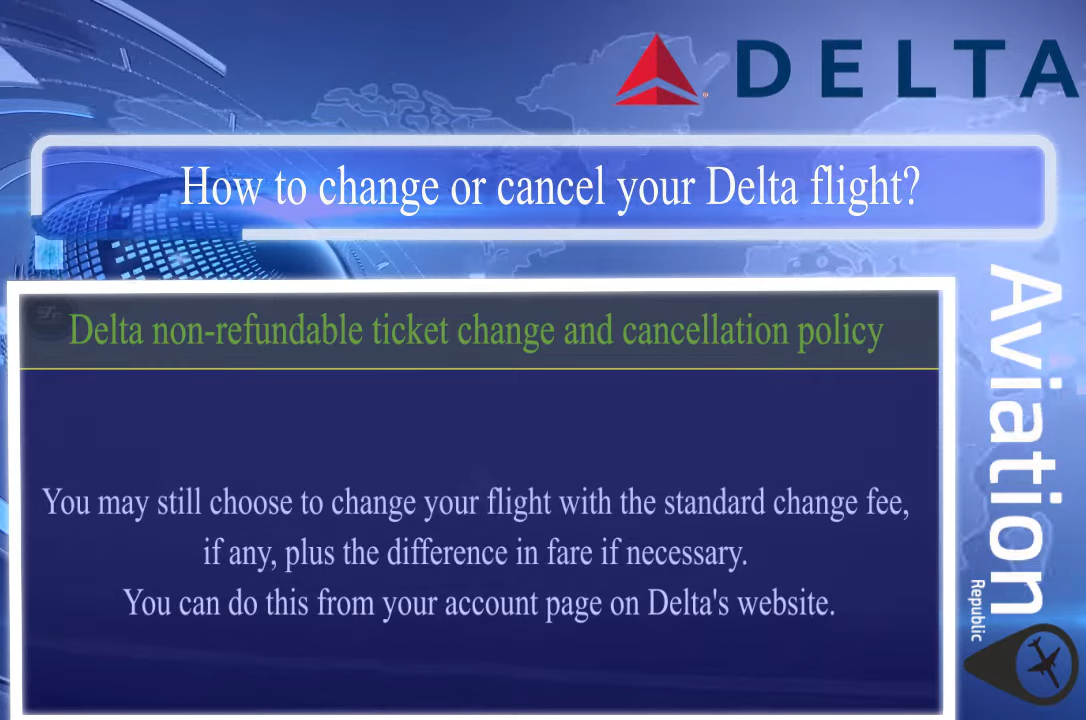 DELTA
How to change or cancel your Delta flight?
Delta non-refundable ticket change and cancellation policy
You may still choose to change your flight with the standard change fee,
if any, plus the difference in fare if necessary.
You can do this from your account page on Delta's website.
Aviation
Republic